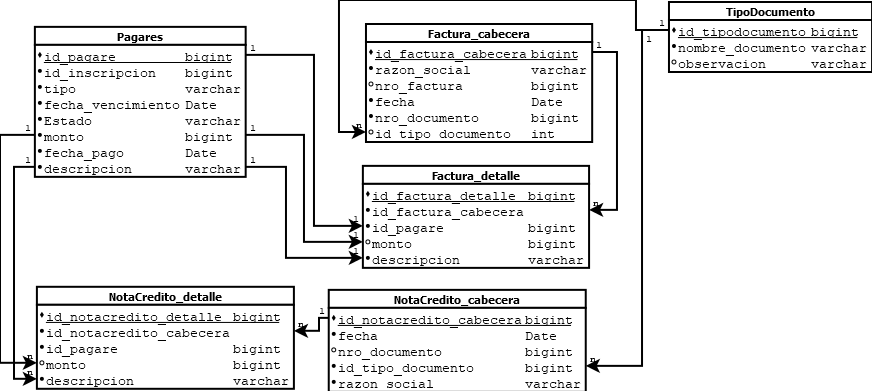 Pagares
id_pagare bigint
id_inscripcion bigint
tipo varchar
fecha_vencimiento Date
Estado varchar
monto bigint
fecha_pago Date
descripcion varchar
1
1
1
1
1
Factura_cabecera
id_factura_cabecera bigint
razon_social varchar
nro_factura bigint
fecha Date
nro_documento bigint
id_tipo_documento int
1
n
TipoDocumento
id_tipodocumento bigint
nombre_documento varchar
observacion varchar
1
1
Factura_detalle
id_factura_detalle bigint
id_factura_cabecera
id_pagare bigint
monto bigint
descripcion varchar
n
1
1
1
NotaCredito_detalle
id_notacredito_detalle bigint
id_notacredito_cabecera
id_pagare bigint
monto bigint
descripcion varchar
n
n
n
NotaCredito_cabecera
id_notacredito_cabecera bigint
fecha Date
nro_documento bigint
id_tipo_documento bigint
razon_social varchar
1
n